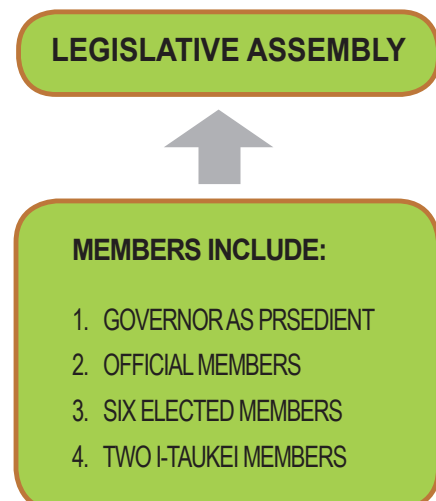 LEGISLATIVE ASSEMBLY
MEMBERS INCLUDE:
1. GOVERNOR AS PRSEDIENT
2. OFFICIAL MEMBERS
3. SIX ELECTED MEMBERS
4. TWO I-TAUKEI MEMBERS